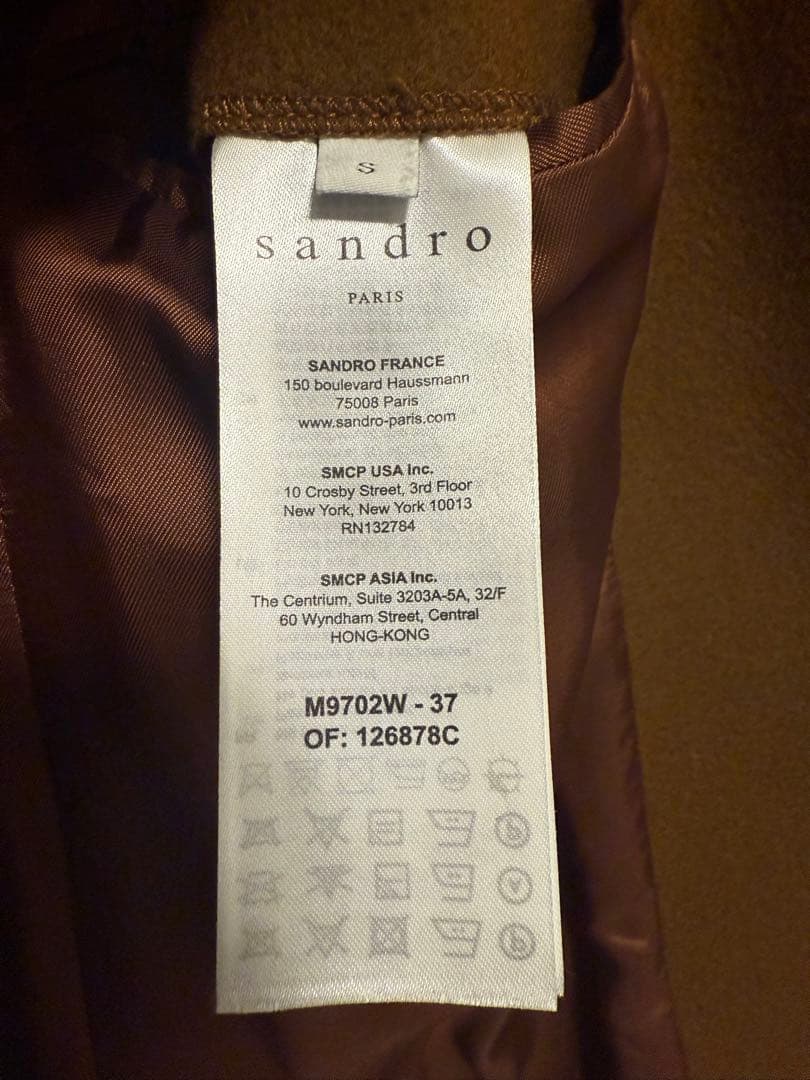 S
sandro
PARIS
SANDRO FRANCE
150 boulevard Haussmann
75008 Paris
www.sandro-paris.com
SMCP USA Inc.
10 Crosby Street, 3rd Floor
New York, New York 10013
RN132784
SMCP ASIA Inc.
The Centrium, Suite 3203A-5A, 32/F
60 Wyndham Street, Central
HONG-KONG
M9702W - 37
OF: 126878C